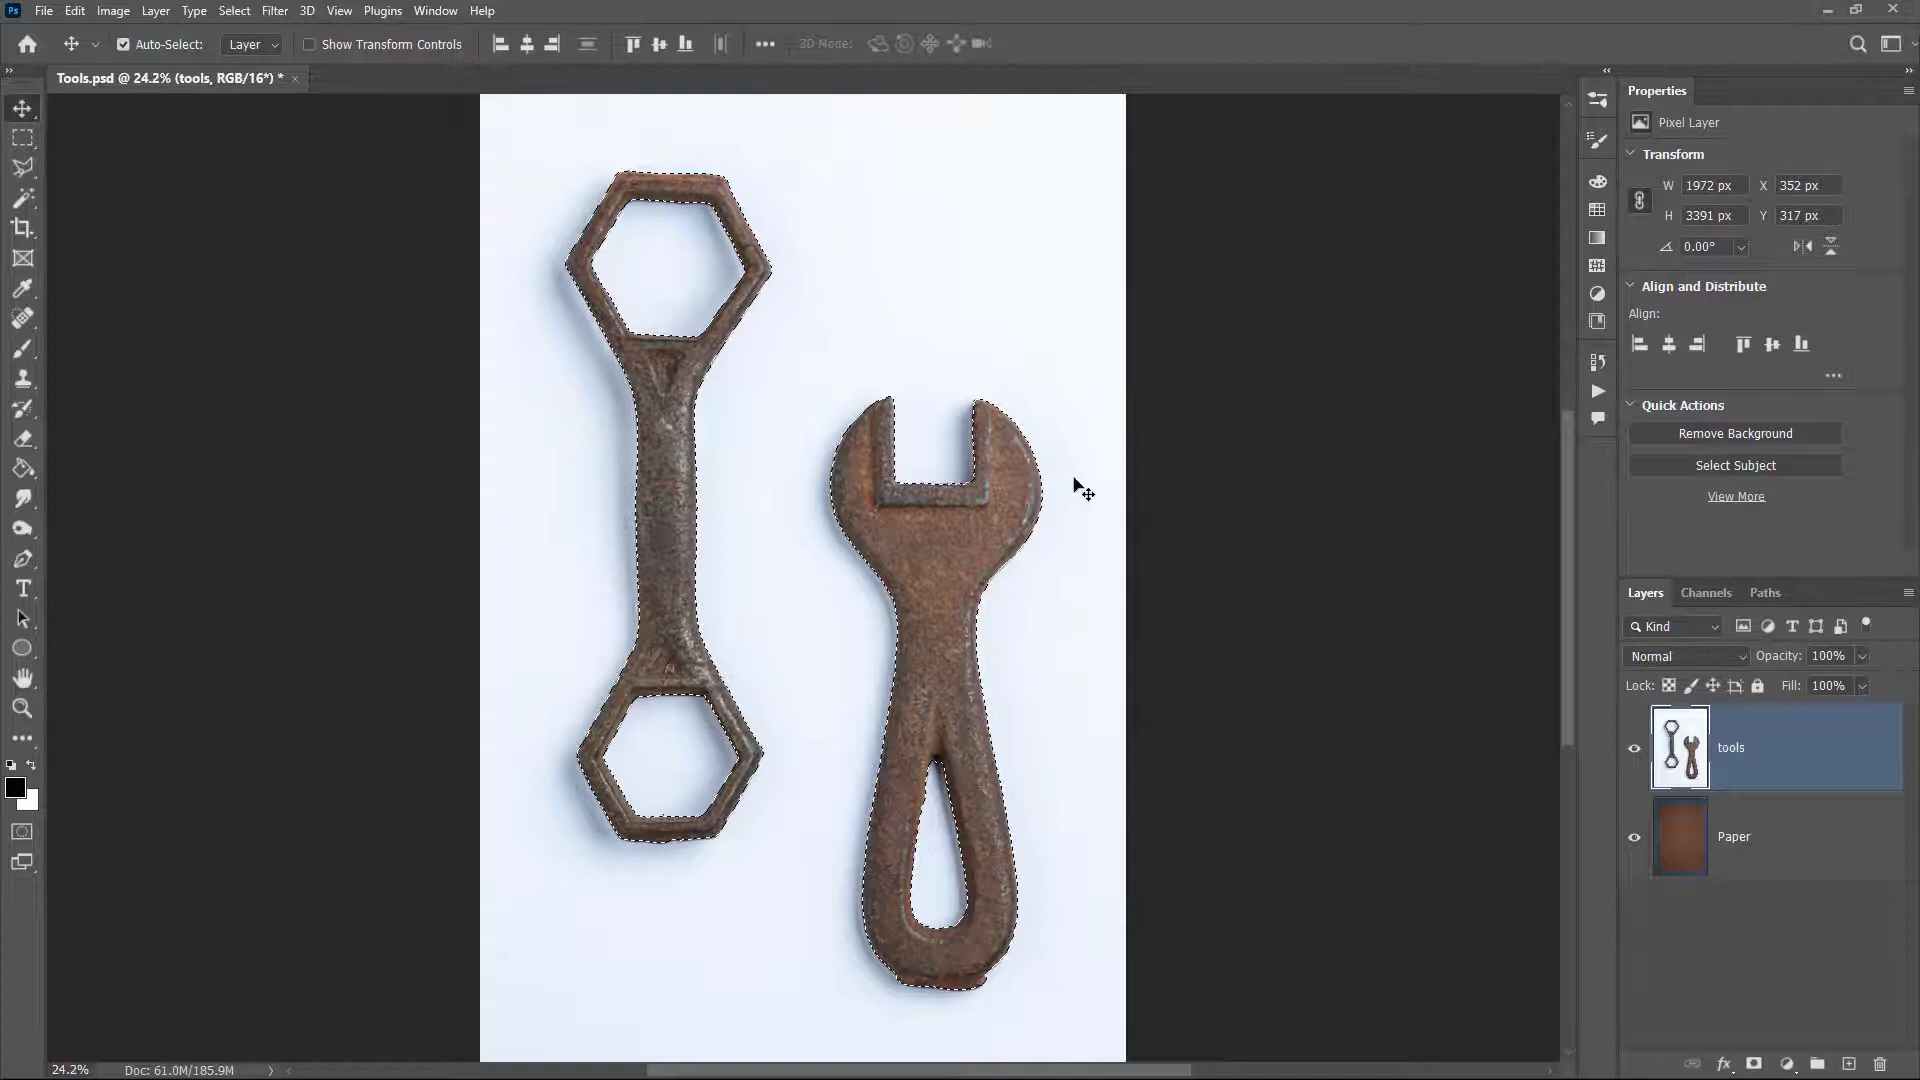 Ps File Edit Image Layer Type Select Filter 3D View Plugins Window Help
Auto-Select: Layer Show Transform Controls 3D Mode:
Tools.psd @ 24.2% (tools, RGB/16*) * ×
Properties
Pixel Layer
Transform
W 1972 px X 352 px
H 3391 px Y 317 px
0.00°
Align and Distribute
Align:
Quick Actions
Remove Background
Select Subject
View More
Layers Channels Paths
Kind
Normal Opacity: 100%
Lock: Fill: 100%
tools
Paper
24.2% Doc: 61.0M/185.9M